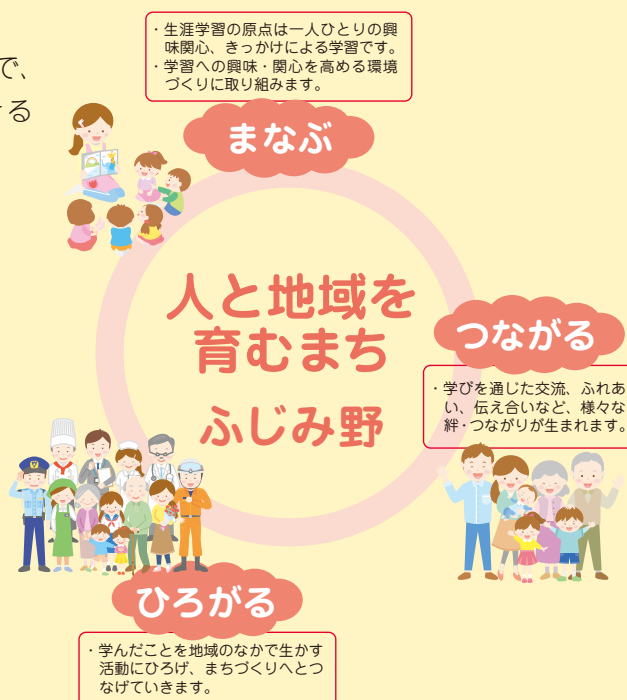 で、
る
・生涯学習の原点は一人ひとりの興
味関心、きっかけによる学習です。
・学習への興味・関心を高める環境
づくりに取り組みます。
まなぶ
人と地域を
育むまち
ふじみ野
つながる
・学びを通じた交流、ふれあ
い、伝え合いなど、様々な
絆・つながりが生まれます。
ひろがる
・学んだことを地域のなかで生かす
活動にひろげ、まちづくりへとつ
なげていきます。